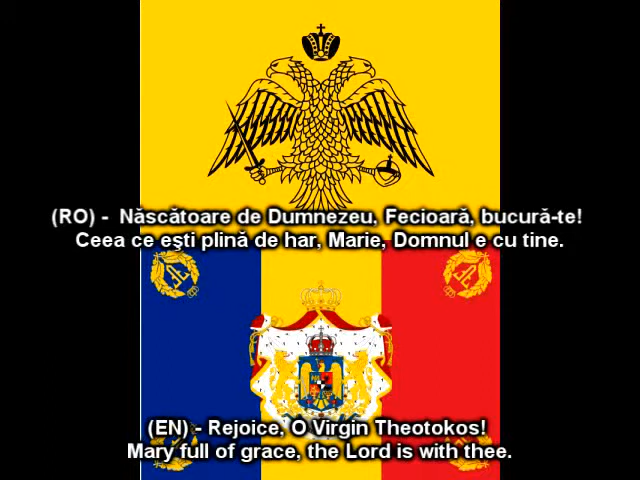 (RO) - Născătoare de Dumnezeu, Fecioară, bucură-te!
Ceea ce eşti plină de har, Marie, Domnul e cu tine.
(EN) - Rejoice, O Virgin Theotokos!
Mary full of grace, the Lord is with thee.